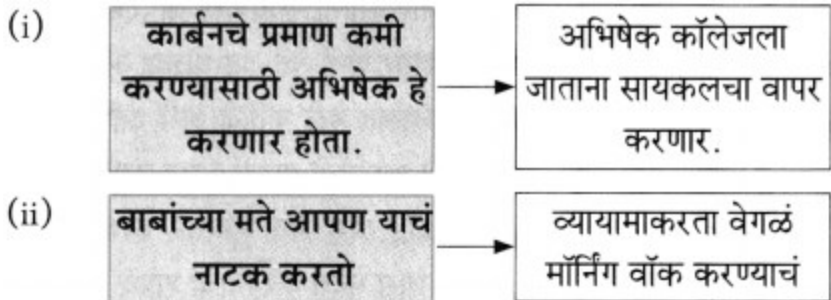 (i)
कार्बनचे प्रमाण कमी
करण्यासाठी अभिषेक हे
करणार होता.
अभिषेक कॉलेजला
जाताना सायकलचा वापर
करणार.
(ii)
बाबांच्या मते आपण याचं
नाटक करतो
व्यायामाकरता वेगळं
मॉर्निंग वॉक करण्याचं